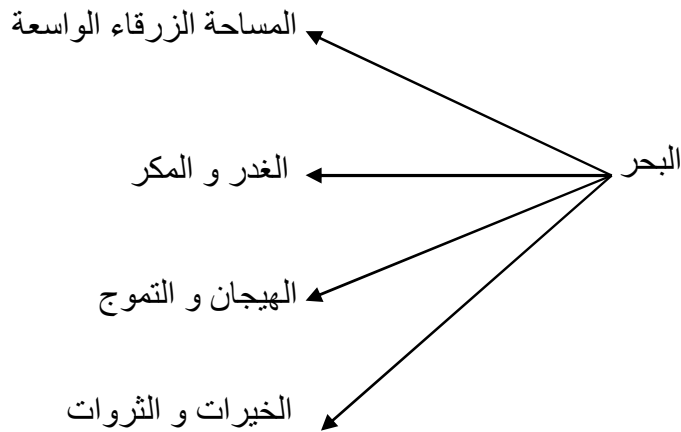 المساحة الزرقاء الواسعة
البحر
الغدر و المكر
الهيجان و التموج
الخيرات و الثروات